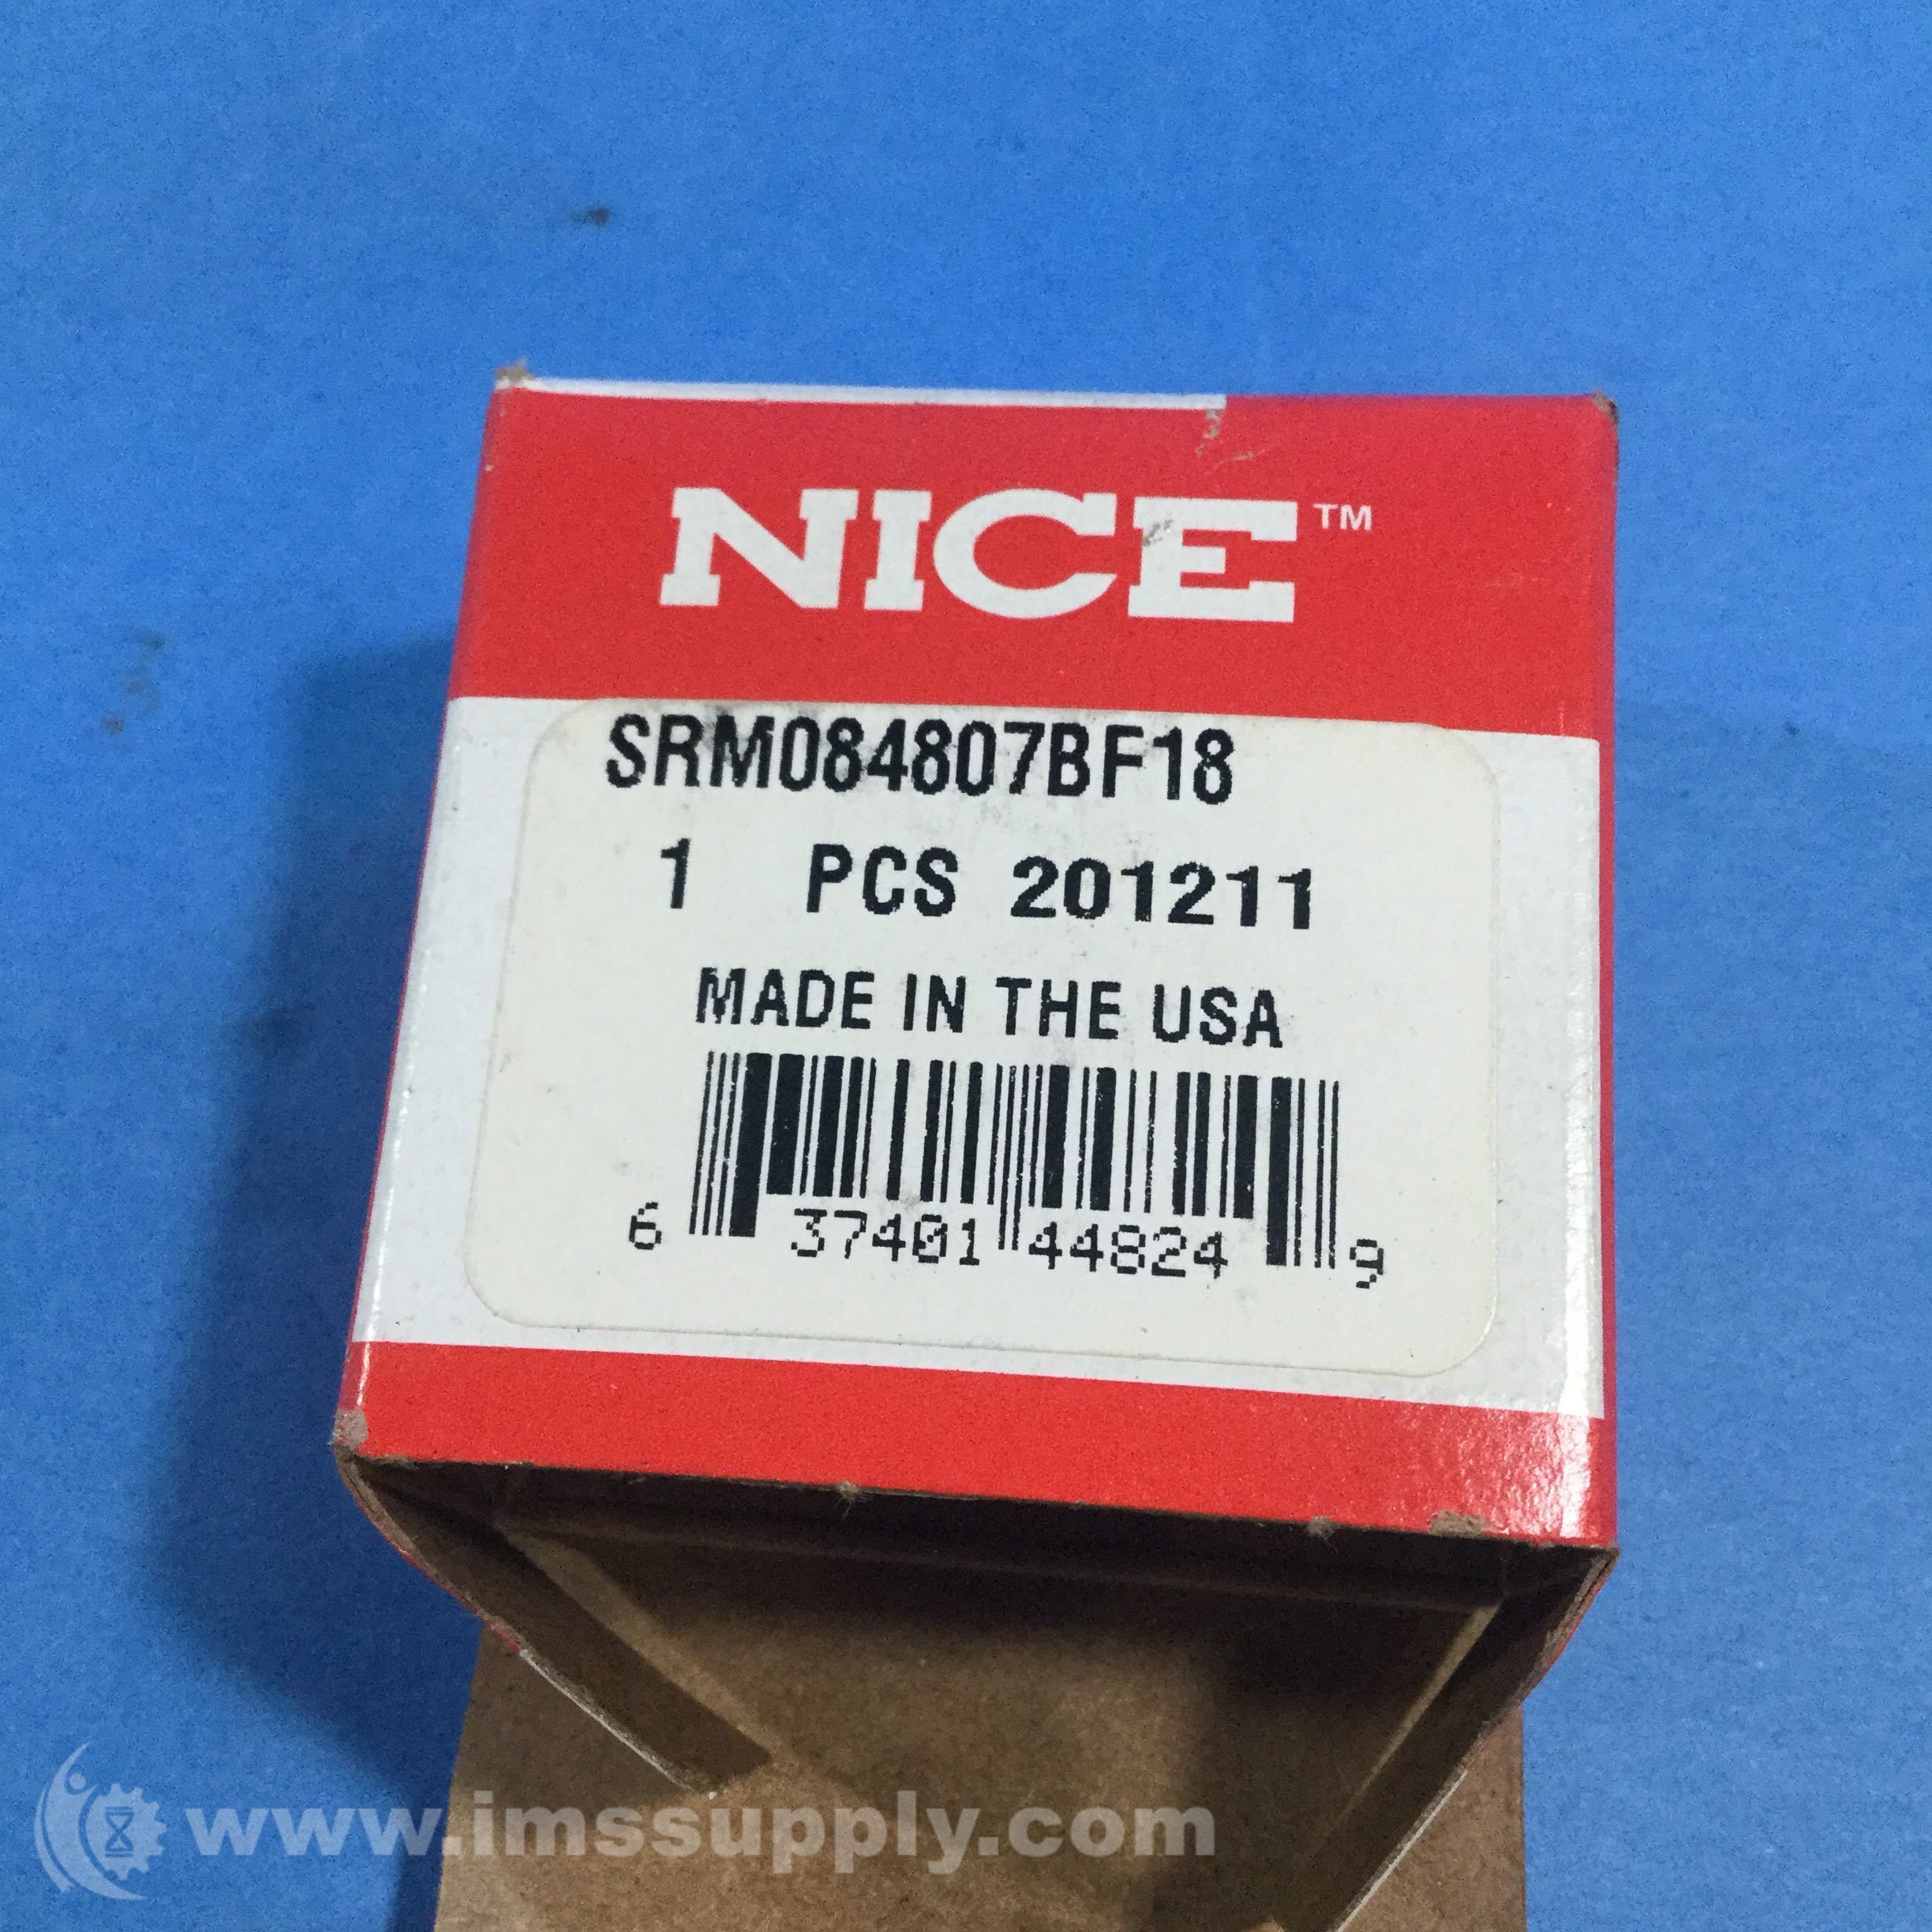 NICE™
SRM084807BF18
1 PCS 201211
MADE IN THE USA
6 37401 44824 9
www.imssupply.com